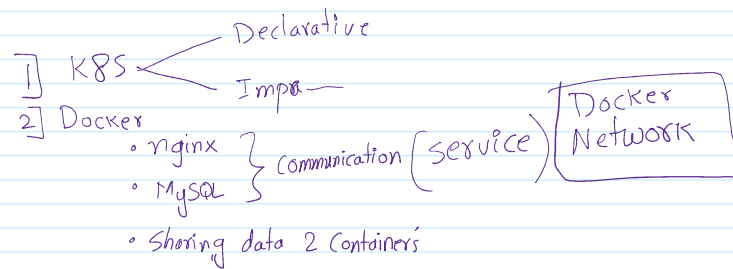 Declarative
1] K8S
Impa
2] Docker
• nginx
• MySQL
Communication (service)
Docker
Network
• Sharing data 2 Containers